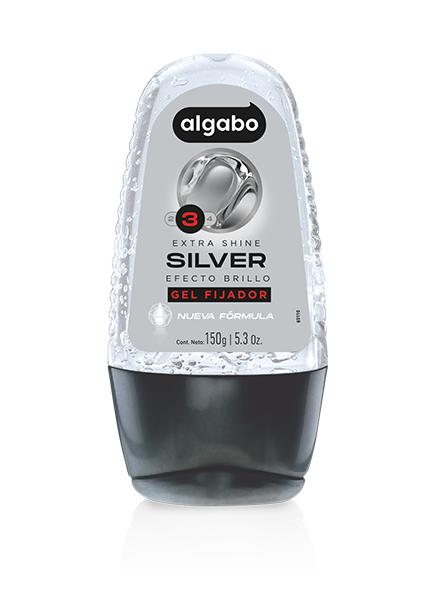 algabo
2 3 4
EXTRA SHINE
SILVER
EFECTO BRILLO
GEL FIJADOR
NUEVA FÓRMULA
Cont. Neto: 150g | 5.3 Oz.